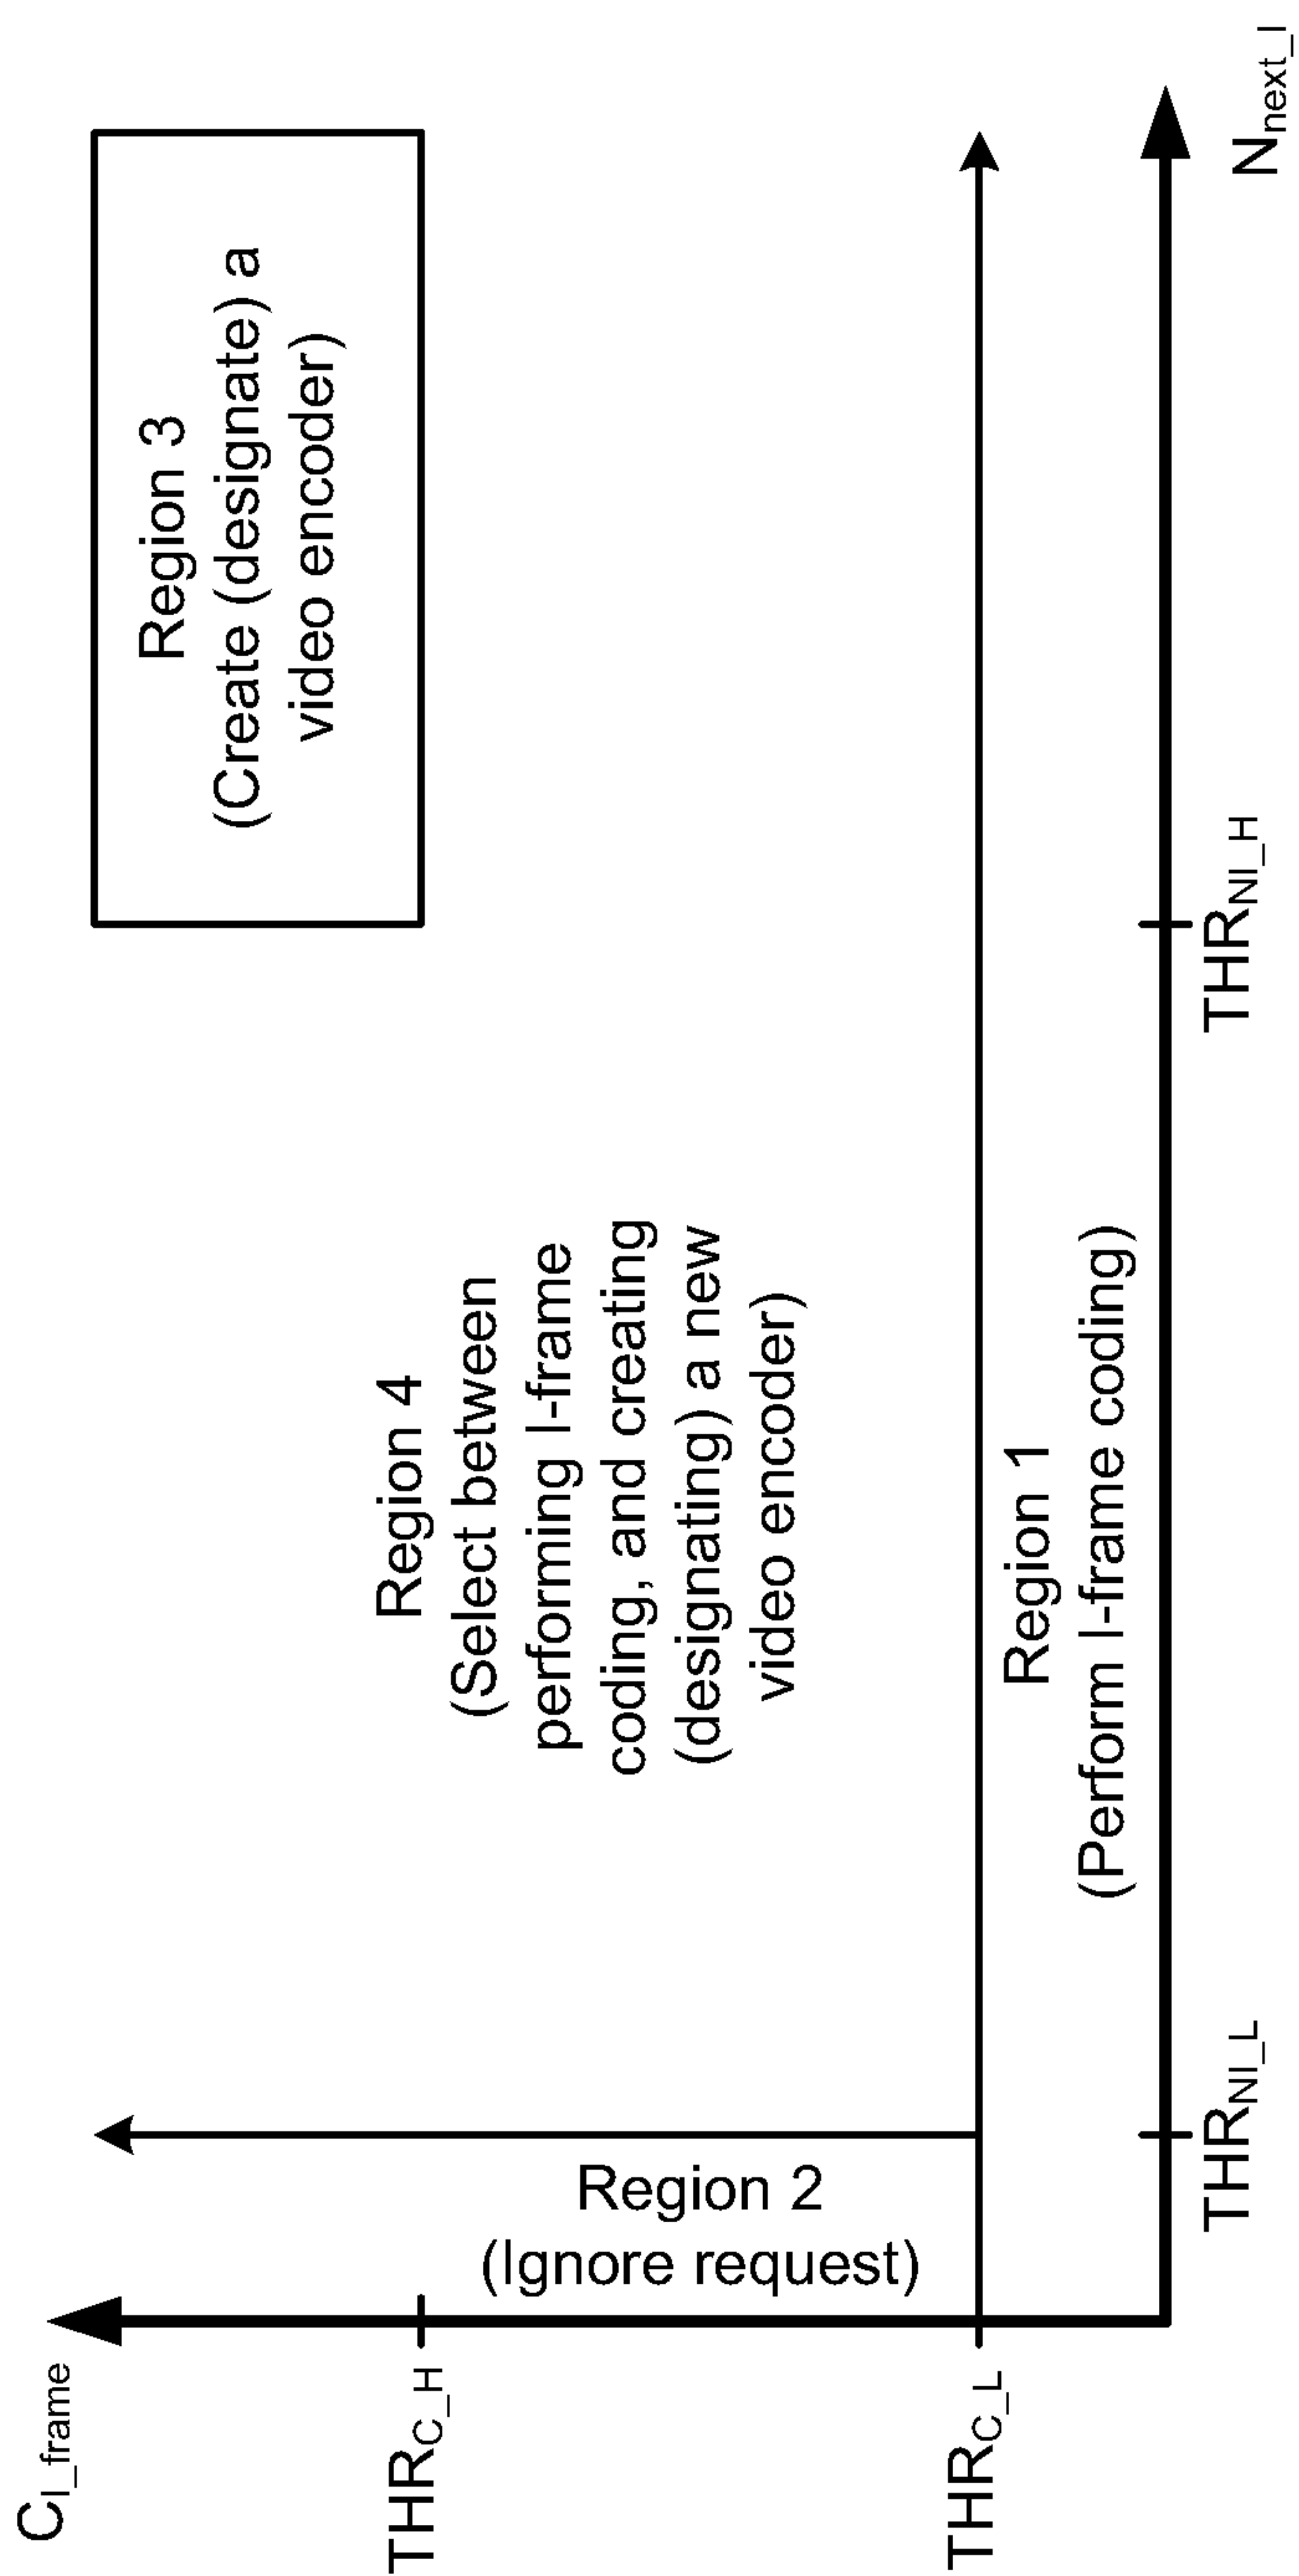 C_I_frame
THR_C_H
THR_C_L
Region 3
(Create (designate) a
video encoder)
Region 4
(Select between
performing I-frame
coding, and creating
(designating) a new
video encoder)
Region 2
(Ignore request)
Region 1
(Perform I-frame coding)
THR_NI_L
THR_NI_H
N_next_I